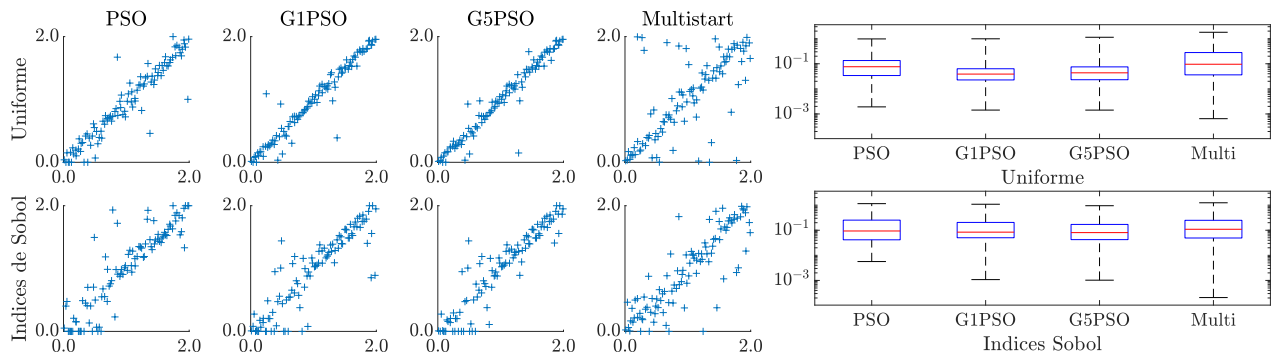 PSO G1PSO G5PSO Multistart
Uniforme
2.0 2.0 2.0 2.0
0.0 0.0 0.0 0.0
0.0 2.0 0.0 2.0 0.0 2.0 0.0 2.0
Indices de Sobol
2.0 2.0 2.0 2.0
0.0 0.0 0.0 0.0
0.0 2.0 0.0 2.0 0.0 2.0 0.0 2.0
10⁻¹
10⁻³
PSO G1PSO G5PSO Multi
Uniforme
10⁻¹
10⁻³
PSO G1PSO G5PSO Multi
Indices Sobol